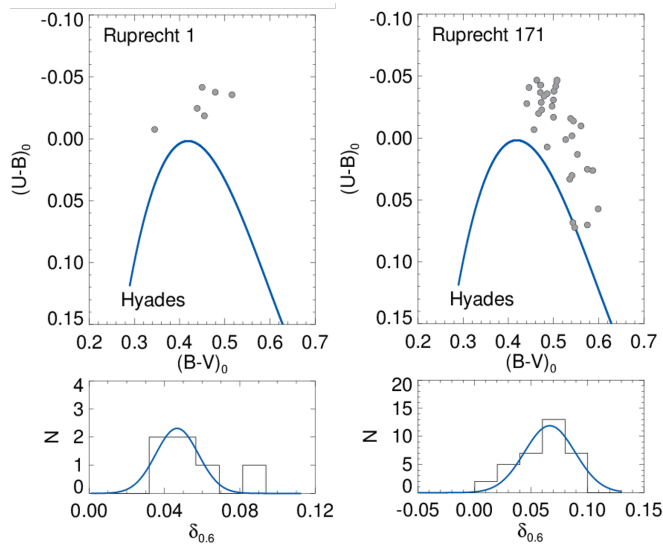 Ruprecht 1
-0.10
-0.05
0.00
0.05
0.10
0.15
(U-B)₀
Hyades
0.2 0.3 0.4 0.5 0.6 0.7
(B-V)₀
Ruprecht 171
-0.10
-0.05
0.00
0.05
0.10
0.15
(U-B)₀
Hyades
0.2 0.3 0.4 0.5 0.6 0.7
(B-V)₀
4
3
2
1
0
N
0.00 0.04 0.08 0.12
δ₀.₆
20
15
10
5
0
N
-0.05 0.00 0.05 0.10 0.15
δ₀.₆